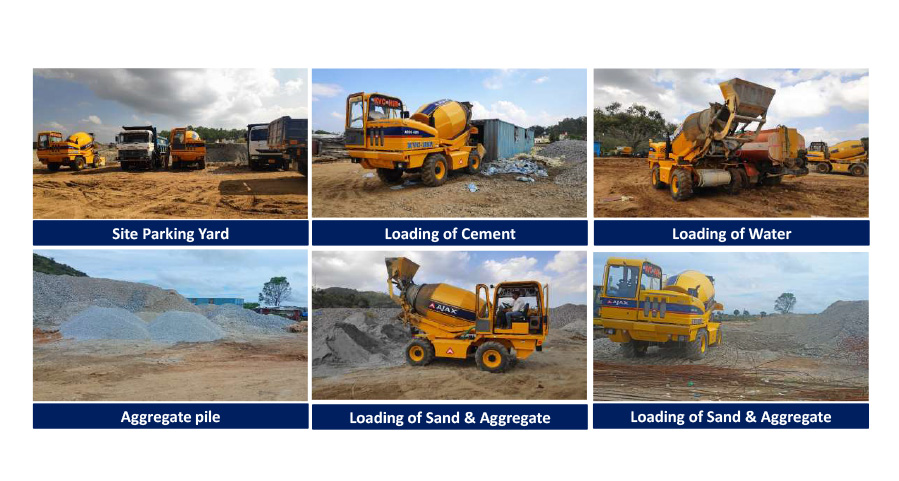 Site Parking Yard
Loading of Cement
Loading of Water
AJAX
AJAX
Aggregate pile
Loading of Sand & Aggregate
Loading of Sand & Aggregate